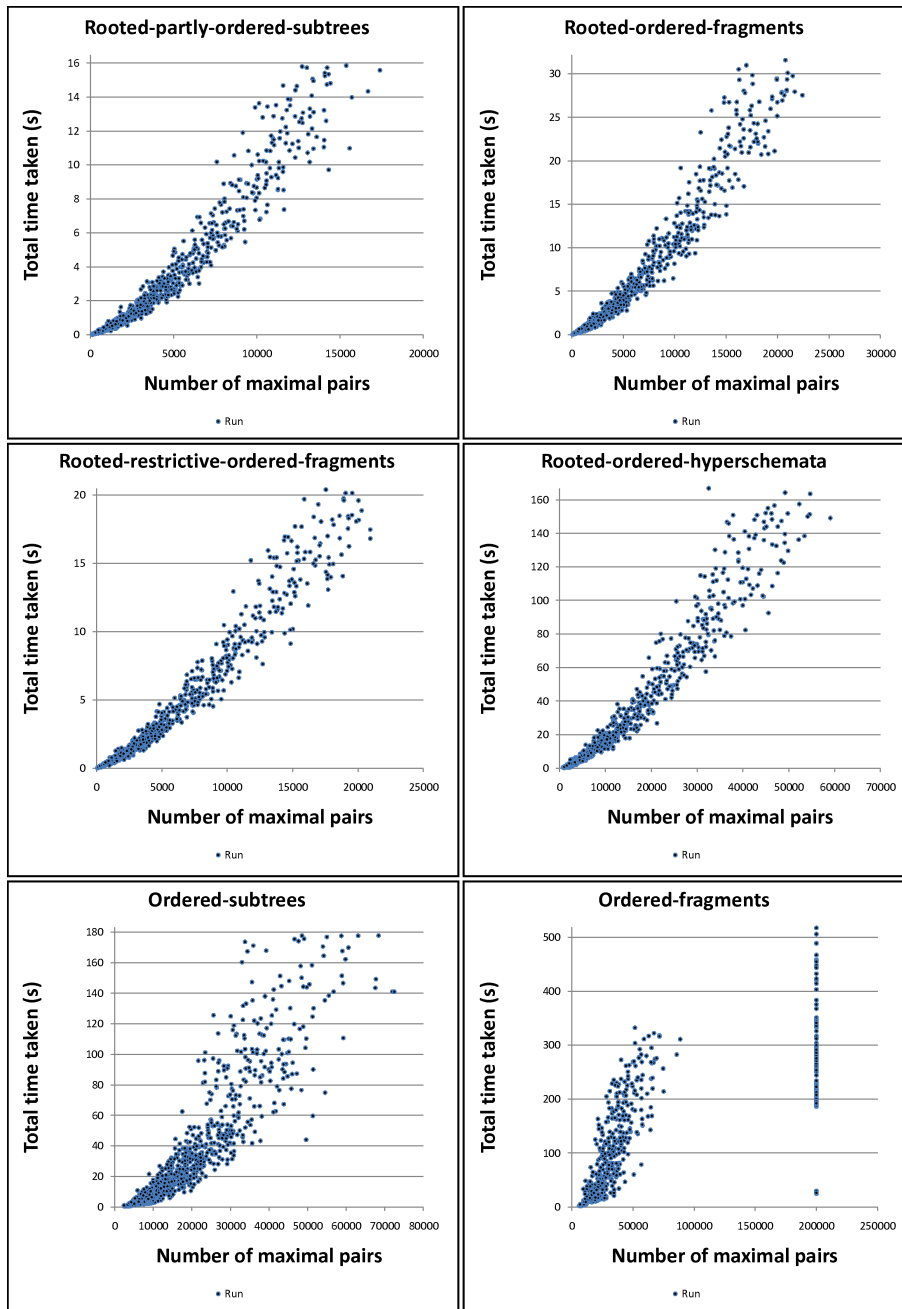 Rooted-partly-ordered-subtrees
16
14
12
10
8
6
4
2
0
Total time taken (s)
0 5000 10000 15000 20000
Number of maximal pairs
Run
Rooted-ordered-fragments
30
25
20
15
10
5
0
Total time taken (s)
0 5000 10000 15000 20000 25000 30000
Number of maximal pairs
Run
Rooted-restrictive-ordered-fragments
20
15
10
5
0
Total time taken (s)
0 5000 10000 15000 20000 25000
Number of maximal pairs
Run
Rooted-ordered-hyperschemata
160
140
120
100
80
60
40
20
0
Total time taken (s)
0 10000 20000 30000 40000 50000 60000 70000
Number of maximal pairs
Run
Ordered-subtrees
180
160
140
120
100
80
60
40
20
0
Total time taken (s)
0 10000 20000 30000 40000 50000 60000 70000 80000
Number of maximal pairs
Run
Ordered-fragments
500
400
300
200
100
0
Total time taken (s)
0 50000 100000 150000 200000 250000
Number of maximal pairs
Run